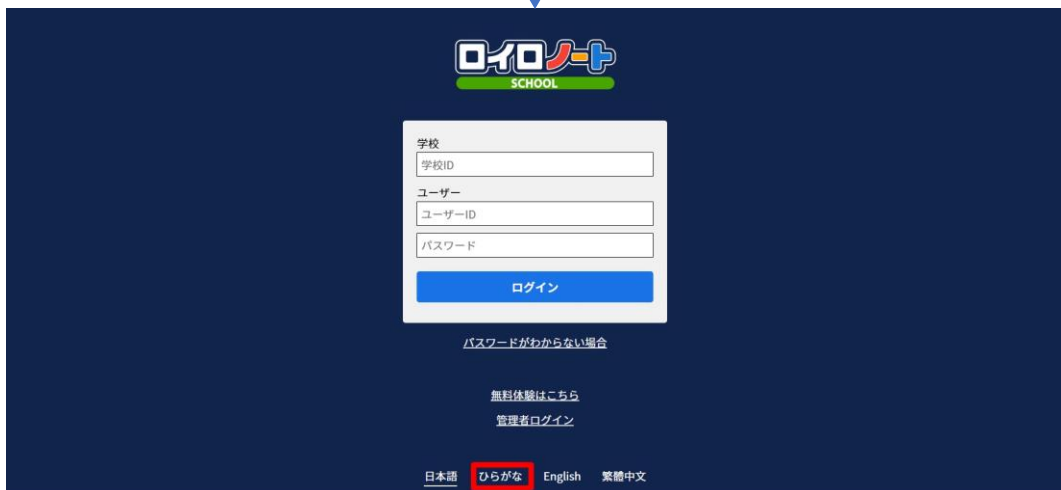 ロイロノート
SCHOOL
学校
学校ID
ユーザー
ユーザーID
パスワード
ログイン
パスワードがわからない場合
無料体験はこちら
管理者ログイン
日本語 ひらがな English 繁體中文